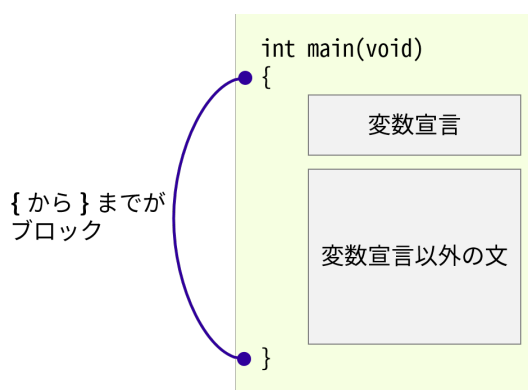 int main(void)
{
変数宣言
{ から } までが
ブロック
変数宣言以外の文
}